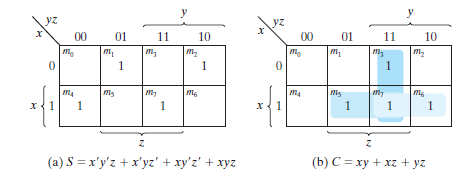 y y
yz yz
x 00 01 11 10 x 00 01 11 10
m₀ m₁ m₃ m₂ m₀ m₁ m₃ m₂
0 1 1 0 1
m₄ m₅ m₇ m₆ m₄ m₅ m₇ m₆
x { 1 1 1 x { 1 1 1 1
z z
(a) S = x′y′z + x′yz′ + xy′z′ + xyz (b) C = xy + xz + yz